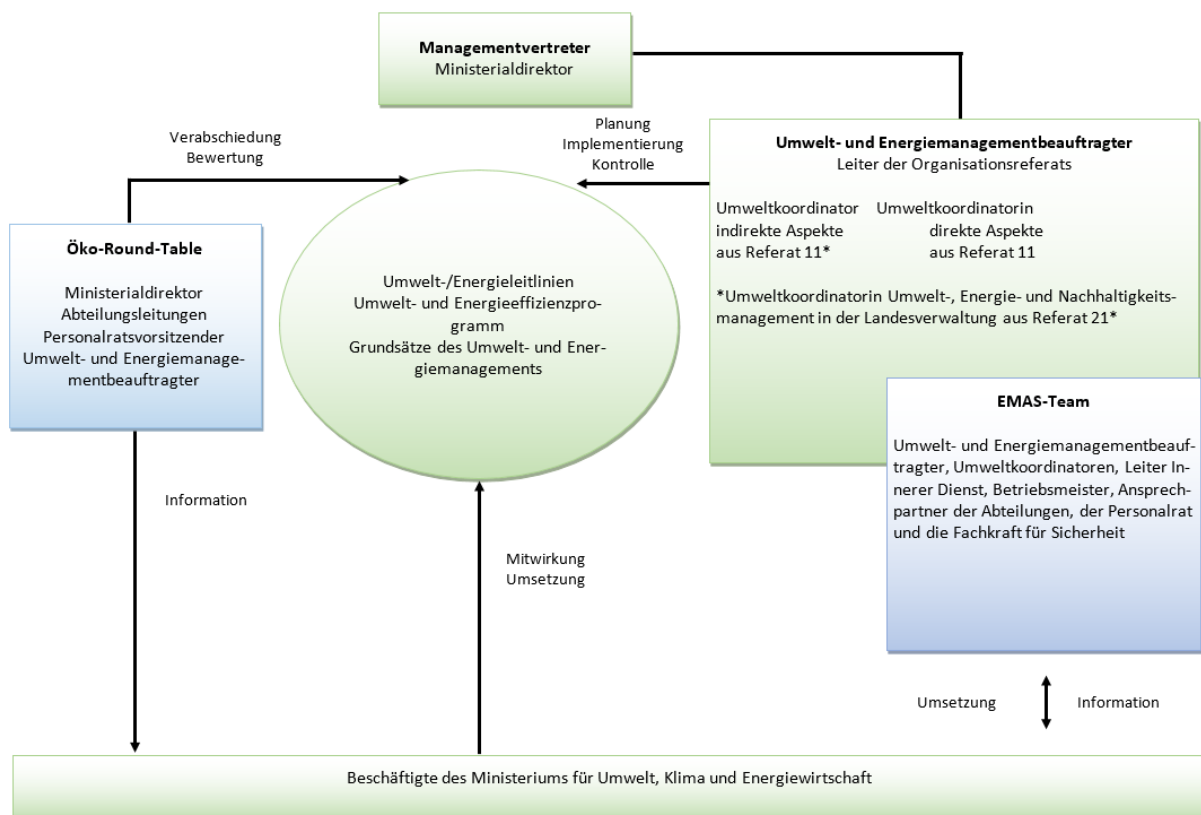 Managementvertreter
Ministerialdirektor
Verabschiedung
Bewertung
Planung
Implementierung
Kontrolle
Umwelt- und Energiemanagementbeauftragter
Leiter der Organisationsreferats
Umweltkoordinator Umweltkoordinatorin
indirekte Aspekte direkte Aspekte
aus Referat 11* aus Referat 11
*Umweltkoordinatorin Umwelt-, Energie- und Nachhaltigkeits-
management in der Landesverwaltung aus Referat 21*
Öko-Round-Table
Ministerialdirektor
Abteilungsleitungen
Personalratsvorsitzender
Umwelt- und Energiemanage-
mentbeauftragter
Umwelt-/Energieleitlinien
Umwelt- und Energieeffizienzpro-
gramm
Grundsätze des Umwelt- und Ener-
giemanagements
EMAS-Team
Umwelt- und Energiemanagementbeauf-
tragter, Umweltkoordinatoren, Leiter In-
nerer Dienst, Betriebsmeister, Ansprech-
partner der Abteilungen, der Personalrat
und die Fachkraft für Sicherheit
Information
Mitwirkung
Umsetzung
Umsetzung Information
Beschäftigte des Ministeriums für Umwelt, Klima und Energiewirtschaft